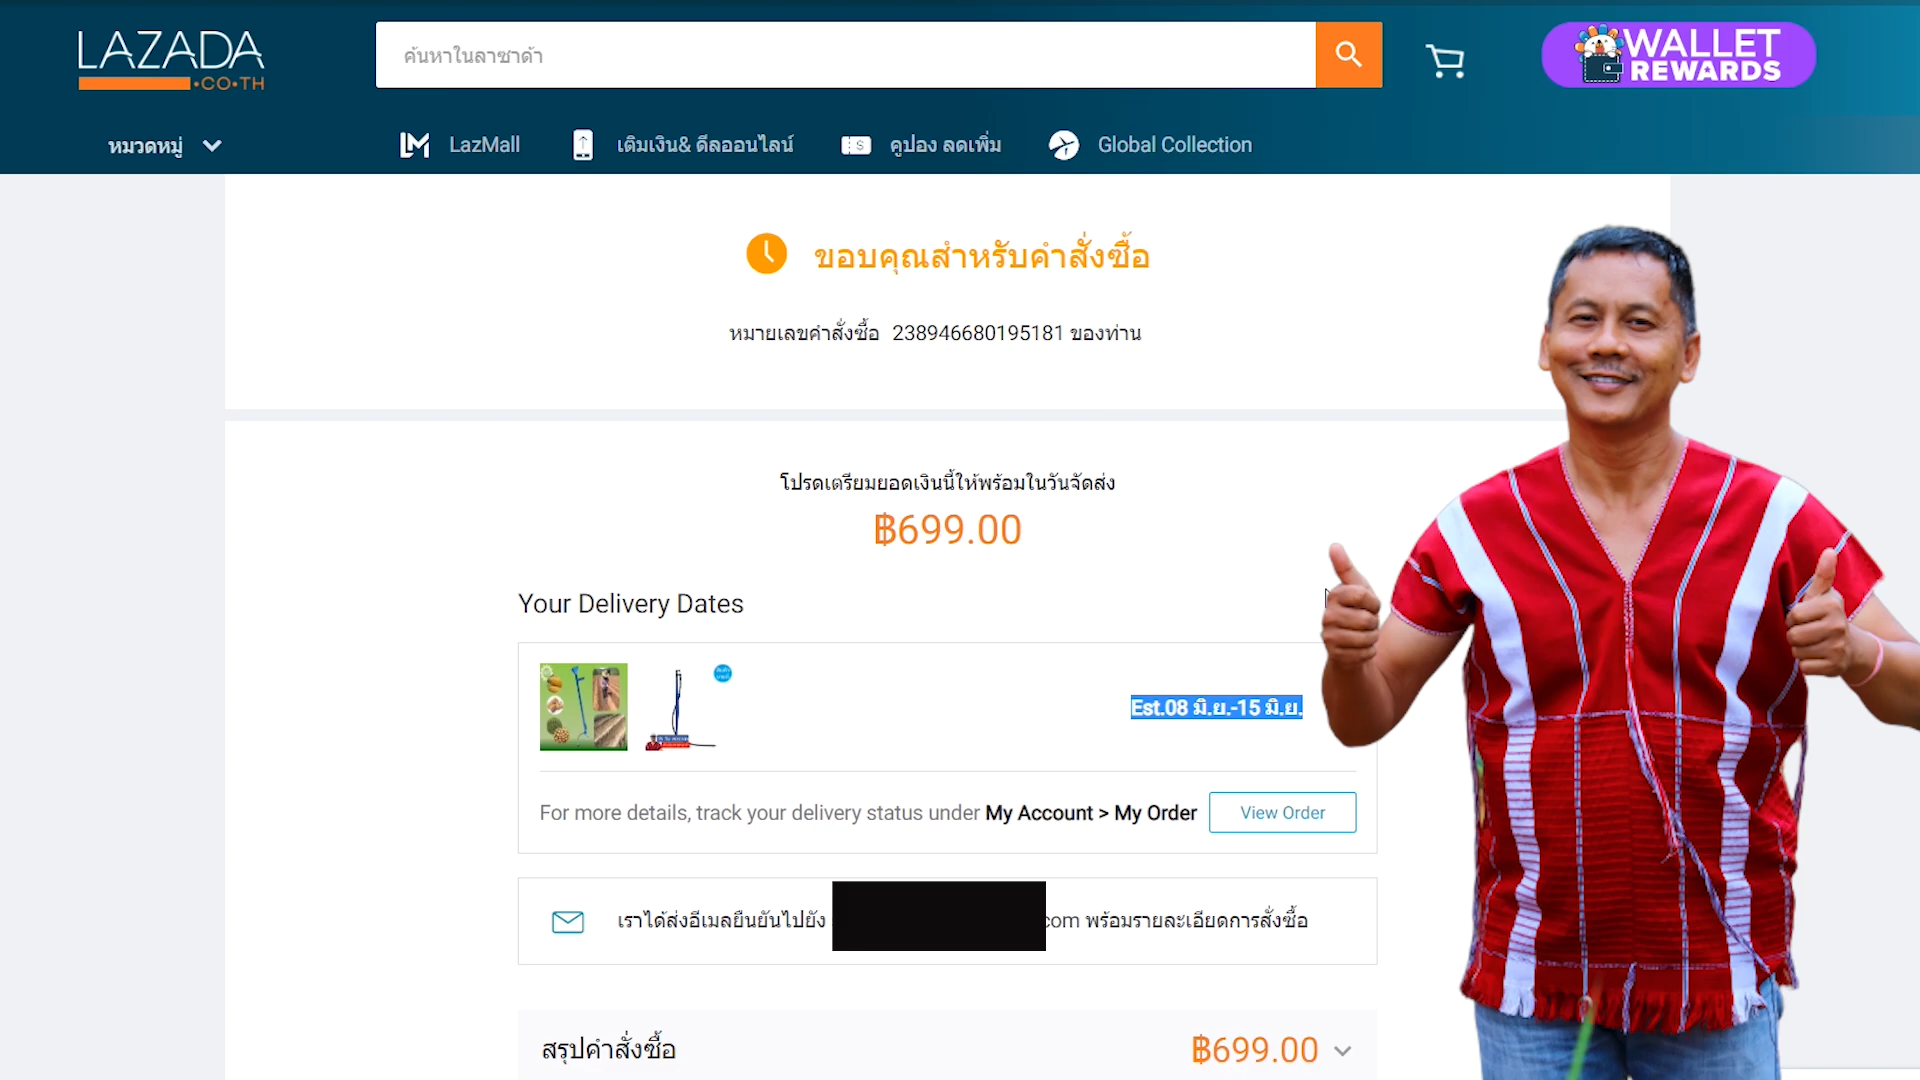 LAZADA
.CO.TH
ค้นหาในลาซาด้า
WALLET
REWARDS
หมวดหมู่
LazMall
เติมเงิน& ดีลออนไลน์
คูปอง ลดเพิ่ม
Global Collection
ขอบคุณสำหรับคำสั่งซื้อ
หมายเลขคำสั่งซื้อ 238946680195181 ของท่าน
โปรดเตรียมยอดเงินนี้ให้พร้อมในวันจัดส่ง
฿699.00
Your Delivery Dates
Est.08 มิ.ย.-15 มิ.ย.
For more details, track your delivery status under My Account > My Order
View Order
เราได้ส่งอีเมลยืนยันไปยัง .com พร้อมรายละเอียดการสั่งซื้อ
สรุปคำสั่งซื้อ
฿699.00